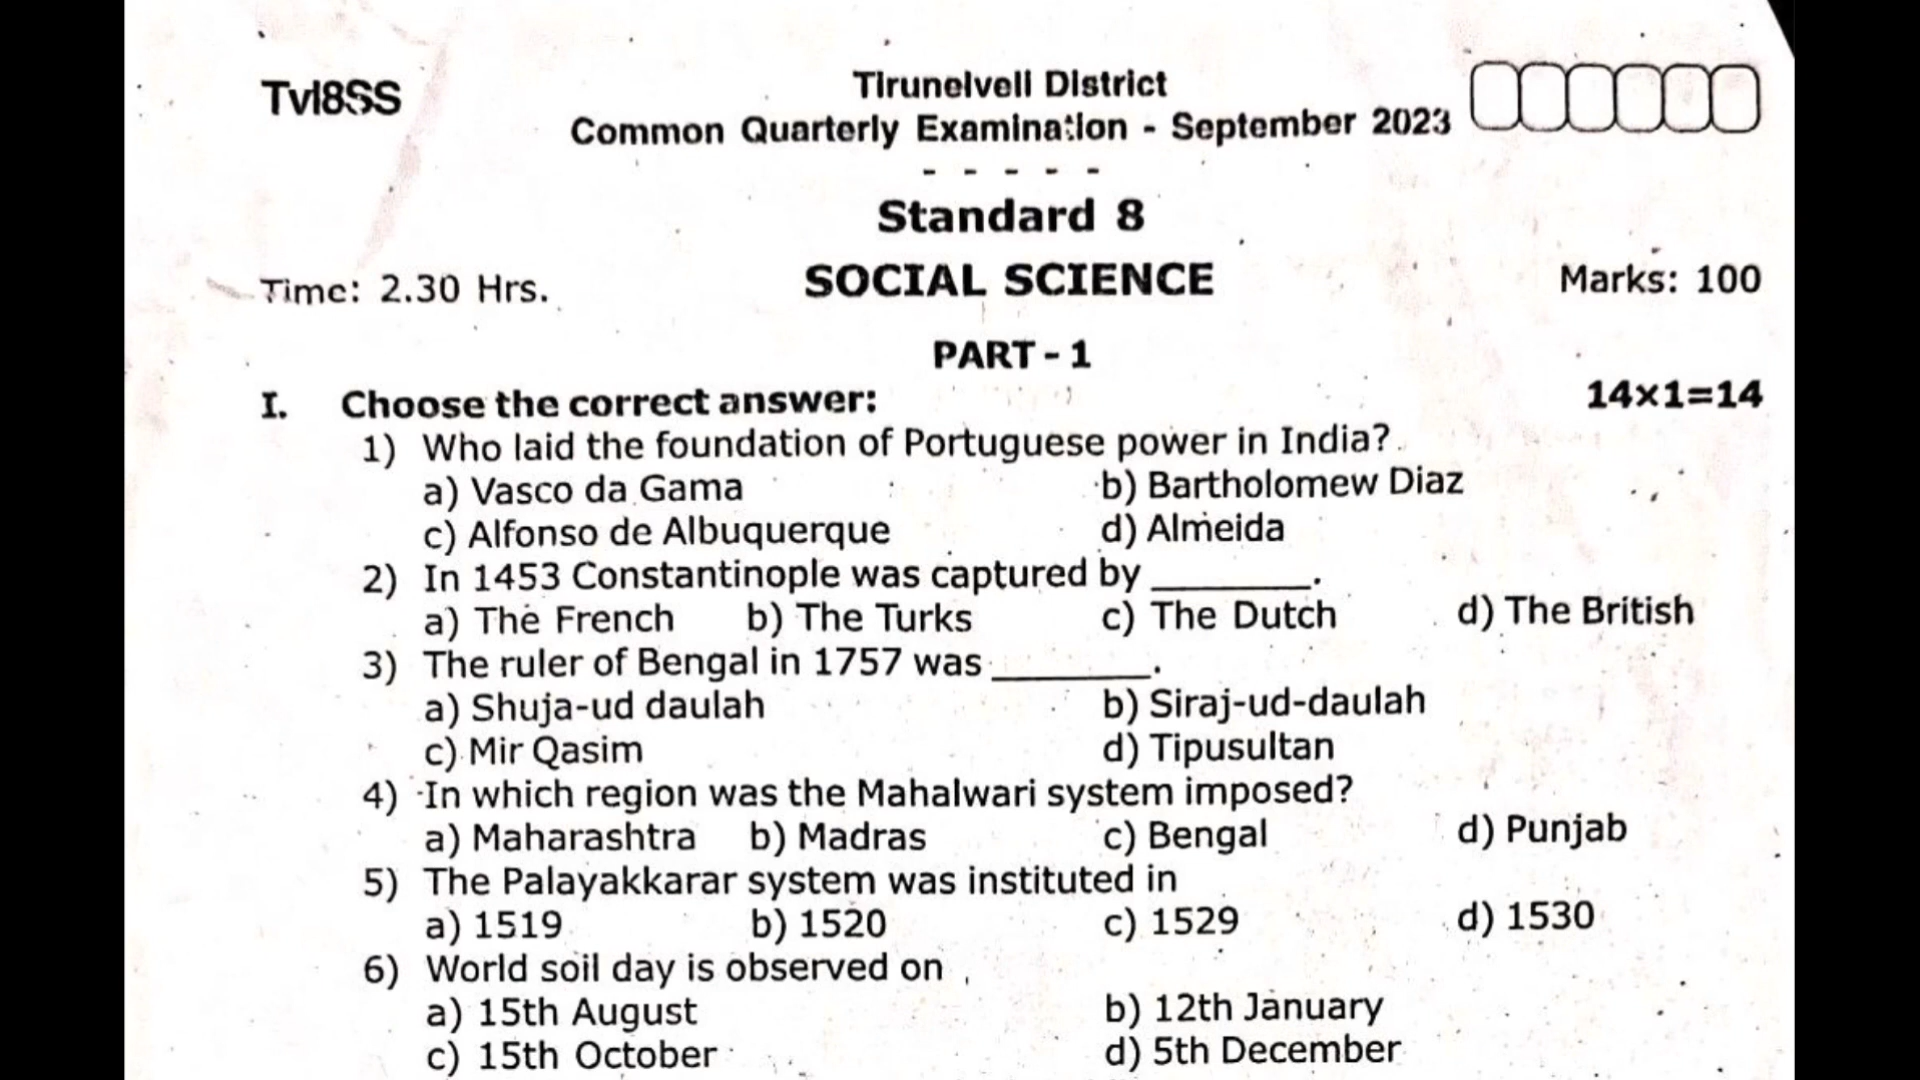 Tvl8SS
Tirunelveli District
Common Quarterly Examination - September 2023
- - - - -
Standard 8
Time: 2.30 Hrs.
SOCIAL SCIENCE
Marks: 100
PART - 1
I. Choose the correct answer: 14x1=14
1) Who laid the foundation of Portuguese power in India?
a) Vasco da Gama b) Bartholomew Diaz
c) Alfonso de Albuquerque d) Almeida
2) In 1453 Constantinople was captured by ________.
a) The French b) The Turks c) The Dutch d) The British
3) The ruler of Bengal in 1757 was ________.
a) Shuja-ud daulah b) Siraj-ud-daulah
c) Mir Qasim d) Tipusultan
4) In which region was the Mahalwari system imposed?
a) Maharashtra b) Madras c) Bengal d) Punjab
5) The Palayakkarar system was instituted in
a) 1519 b) 1520 c) 1529 d) 1530
6) World soil day is observed on
a) 15th August b) 12th January
c) 15th October d) 5th December